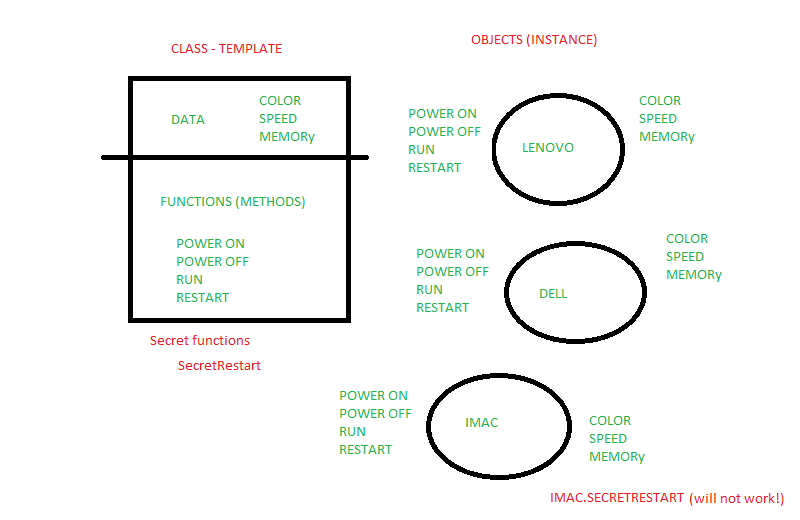 CLASS - TEMPLATE
DATA
COLOR
SPEED
MEMORy
FUNCTIONS (METHODS)
POWER ON
POWER OFF
RUN
RESTART
Secret functions
SecretRestart
OBJECTS (INSTANCE)
POWER ON
POWER OFF
RUN
RESTART
LENOVO
COLOR
SPEED
MEMORy
POWER ON
POWER OFF
RUN
RESTART
DELL
COLOR
SPEED
MEMORy
POWER ON
POWER OFF
RUN
RESTART
IMAC
COLOR
SPEED
MEMORy
IMAC.SECRETRESTART (will not work!)